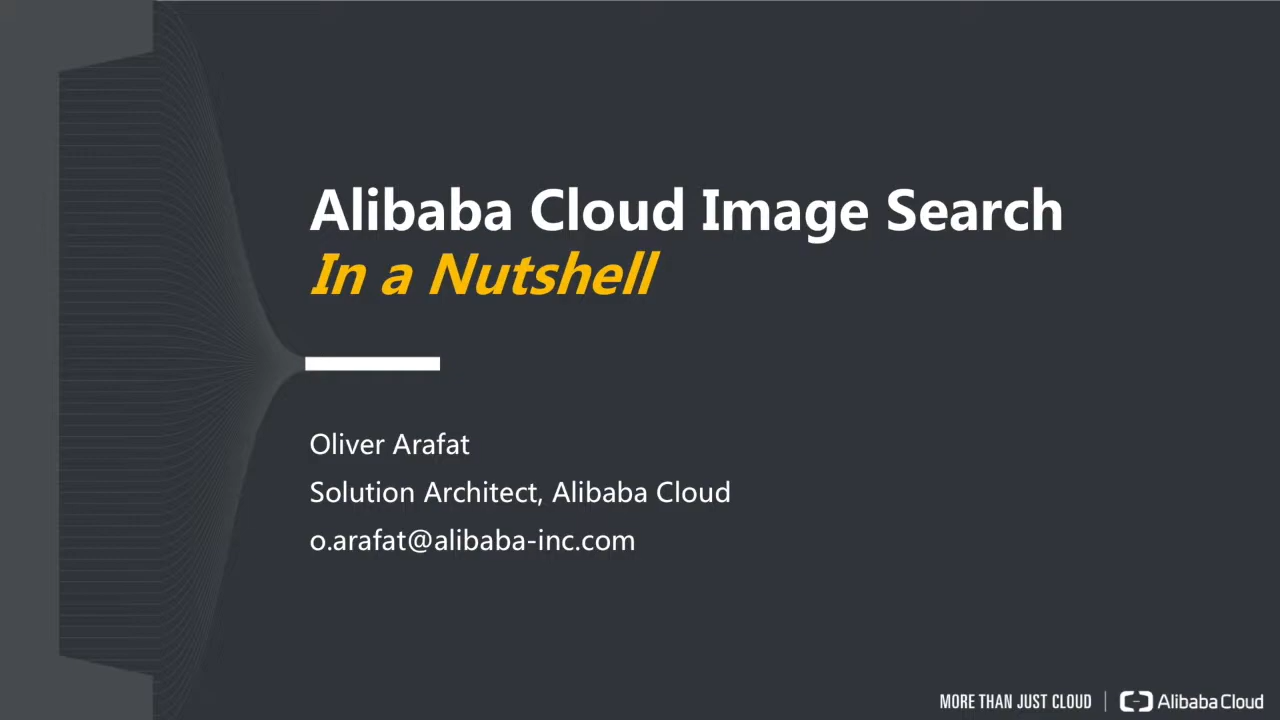 Alibaba Cloud Image Search
In a Nutshell
Oliver Arafat
Solution Architect, Alibaba Cloud
o.arafat@alibaba-inc.com
MORE THAN JUST CLOUD | Alibaba Cloud